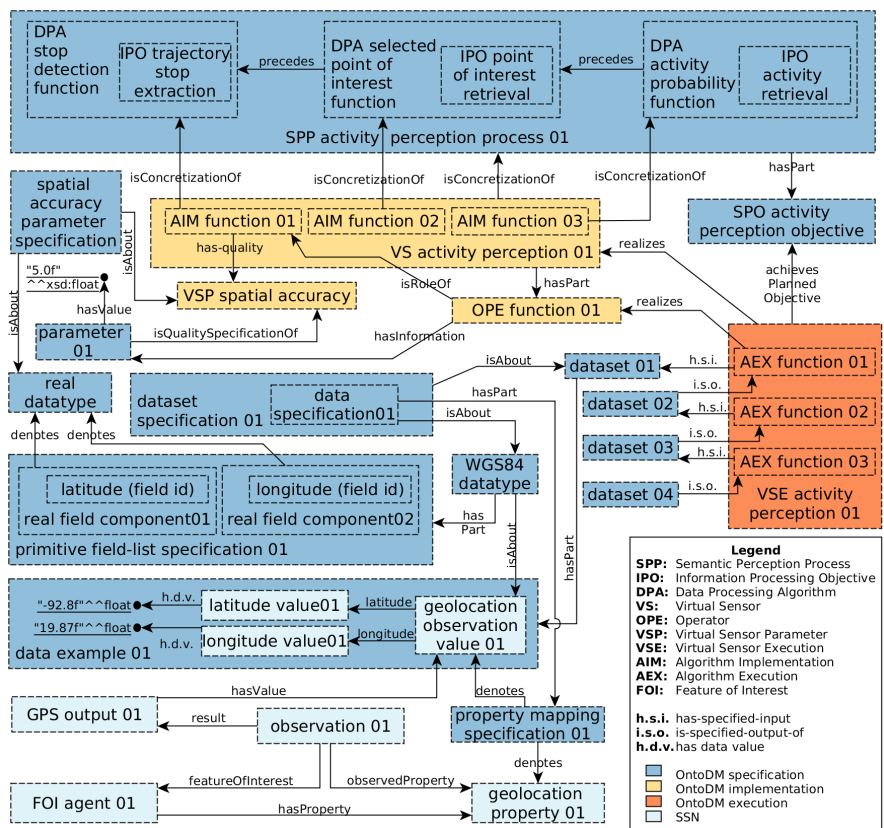 DPA
stop
detection
function
IPO trajectory
stop
extraction
precedes
DPA selected
point of
interest
function
IPO point
of interest
retrieval
precedes
DPA
activity
probability
function
IPO
activity
retrieval
SPP activity perception process 01
isConcretizationOf
isConcretizationOf
isConcretizationOf
isConcretizationOf
hasPart
spatial
accuracy
parameter
specification
AIM function 01
AIM function 02
AIM function 03
VS activity perception 01
SPO activity
perception objective
has-quality
isAbout
realizes
"5.0f"
^^xsd:float
hasValue
VSP spatial accuracy
isRoleOf
hasPart
achieves
Planned
Objective
isAbout
parameter
01
isQualitySpecificationOf
hasInformation
OPE function 01
realizes
real
datatype
denotes
denotes
dataset
specification 01
data
specification01
isAbout
hasPart
isAbout
dataset 01
h.s.i.
AEX function 01
dataset 02
i.s.o.
h.s.i.
AEX function 02
dataset 03
i.s.o.
h.s.i.
AEX function 03
dataset 04
i.s.o.
VSE activity
perception 01
latitude (field id)
real field component01
longitude (field id)
real field component02
primitive field-list specification 01
WGS84
datatype
has
Part
isAbout
hasPart
"-92.8f"^^float
h.d.v.
latitude value01
latitude
"19.87f"^^float
h.d.v.
longitude value01
longitude
geolocation
observation
value 01
data example 01
GPS output 01
hasValue
result
observation 01
denotes
property mapping
specification 01
denotes
featureOfInterest
observedProperty
FOI agent 01
hasProperty
geolocation
property 01
Legend
SPP: Semantic Perception Process
IPO: Information Processing Objective
DPA: Data Processing Algorithm
VS: Virtual Sensor
OPE: Operator
VSP: Virtual Sensor Parameter
VSE: Virtual Sensor Execution
AIM: Algorithm Implementation
AEX: Algorithm Execution
FOI: Feature of Interest
h.s.i. has-specified-input
i.s.o. is-specified-output-of
h.d.v. has data value
OntoDM specification
OntoDM implementation
OntoDM execution
SSN